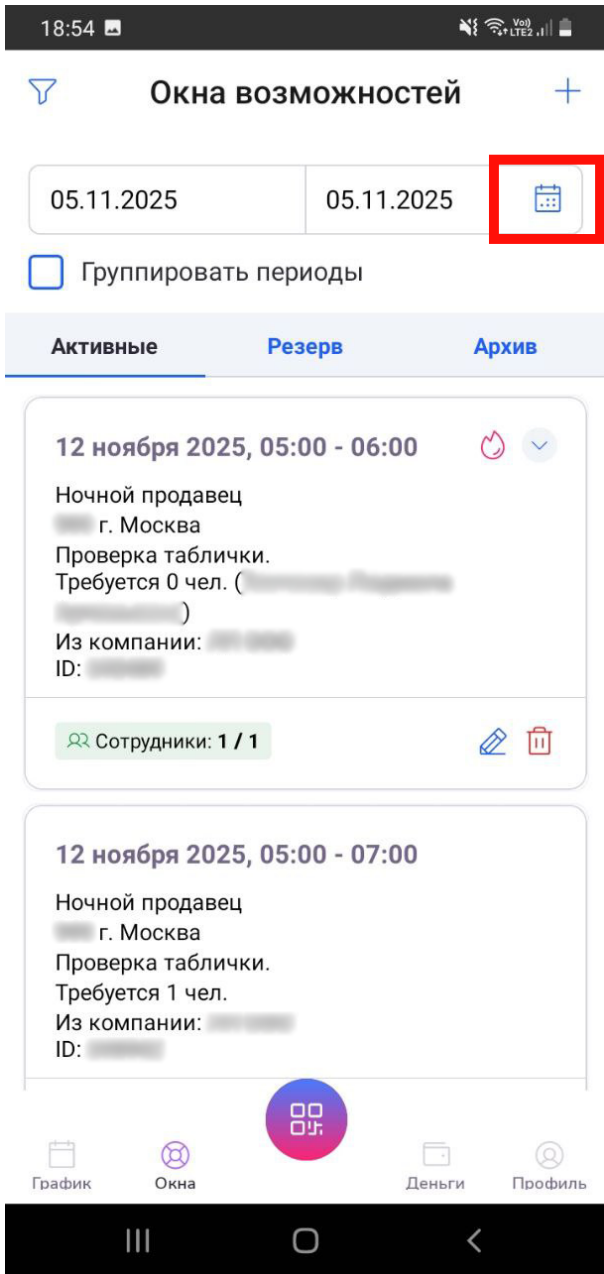 18:54
Vo)) LTE2
Окна возможностей
05.11.2025 05.11.2025
Группировать периоды
Активные Резерв Архив
12 ноября 2025, 05:00 - 06:00
Ночной продавец
г. Москва
Проверка таблички.
Требуется 0 чел. (
)
Из компании:
ID:
Сотрудники: 1 / 1
12 ноября 2025, 05:00 - 07:00
Ночной продавец
г. Москва
Проверка таблички.
Требуется 1 чел.
Из компании:
ID:
График Окна Деньги Профиль